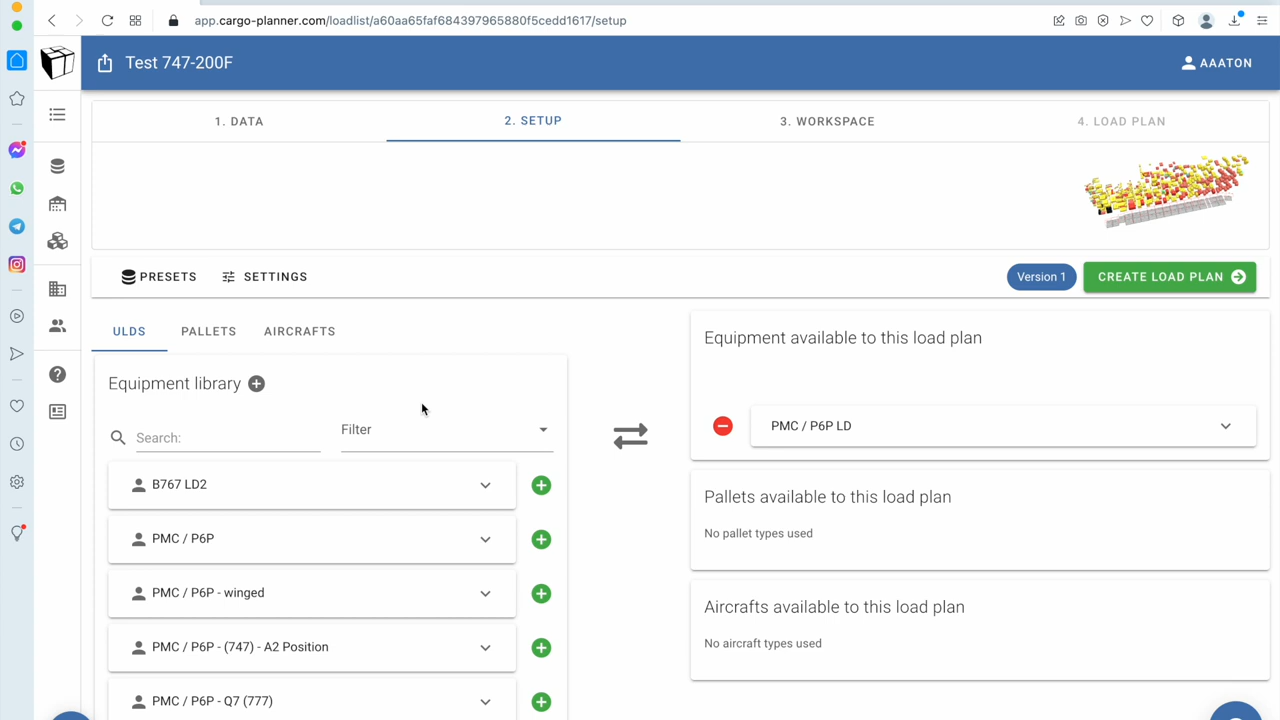 app.cargo-planner.com/loadlist/a60aa65faf684397965880f5cedd1617/setup
Test 747-200F
AAATON
1. DATA
2. SETUP
3. WORKSPACE
4. LOAD PLAN
PRESETS
SETTINGS
Version 1
CREATE LOAD PLAN
ULDS
PALLETS
AIRCRAFTS
Equipment library
Search:
Filter
B767 LD2
PMC / P6P
PMC / P6P - winged
PMC / P6P - (747) - A2 Position
PMC / P6P - Q7 (777)
Equipment available to this load plan
PMC / P6P LD
Pallets available to this load plan
No pallet types used
Aircrafts available to this load plan
No aircraft types used